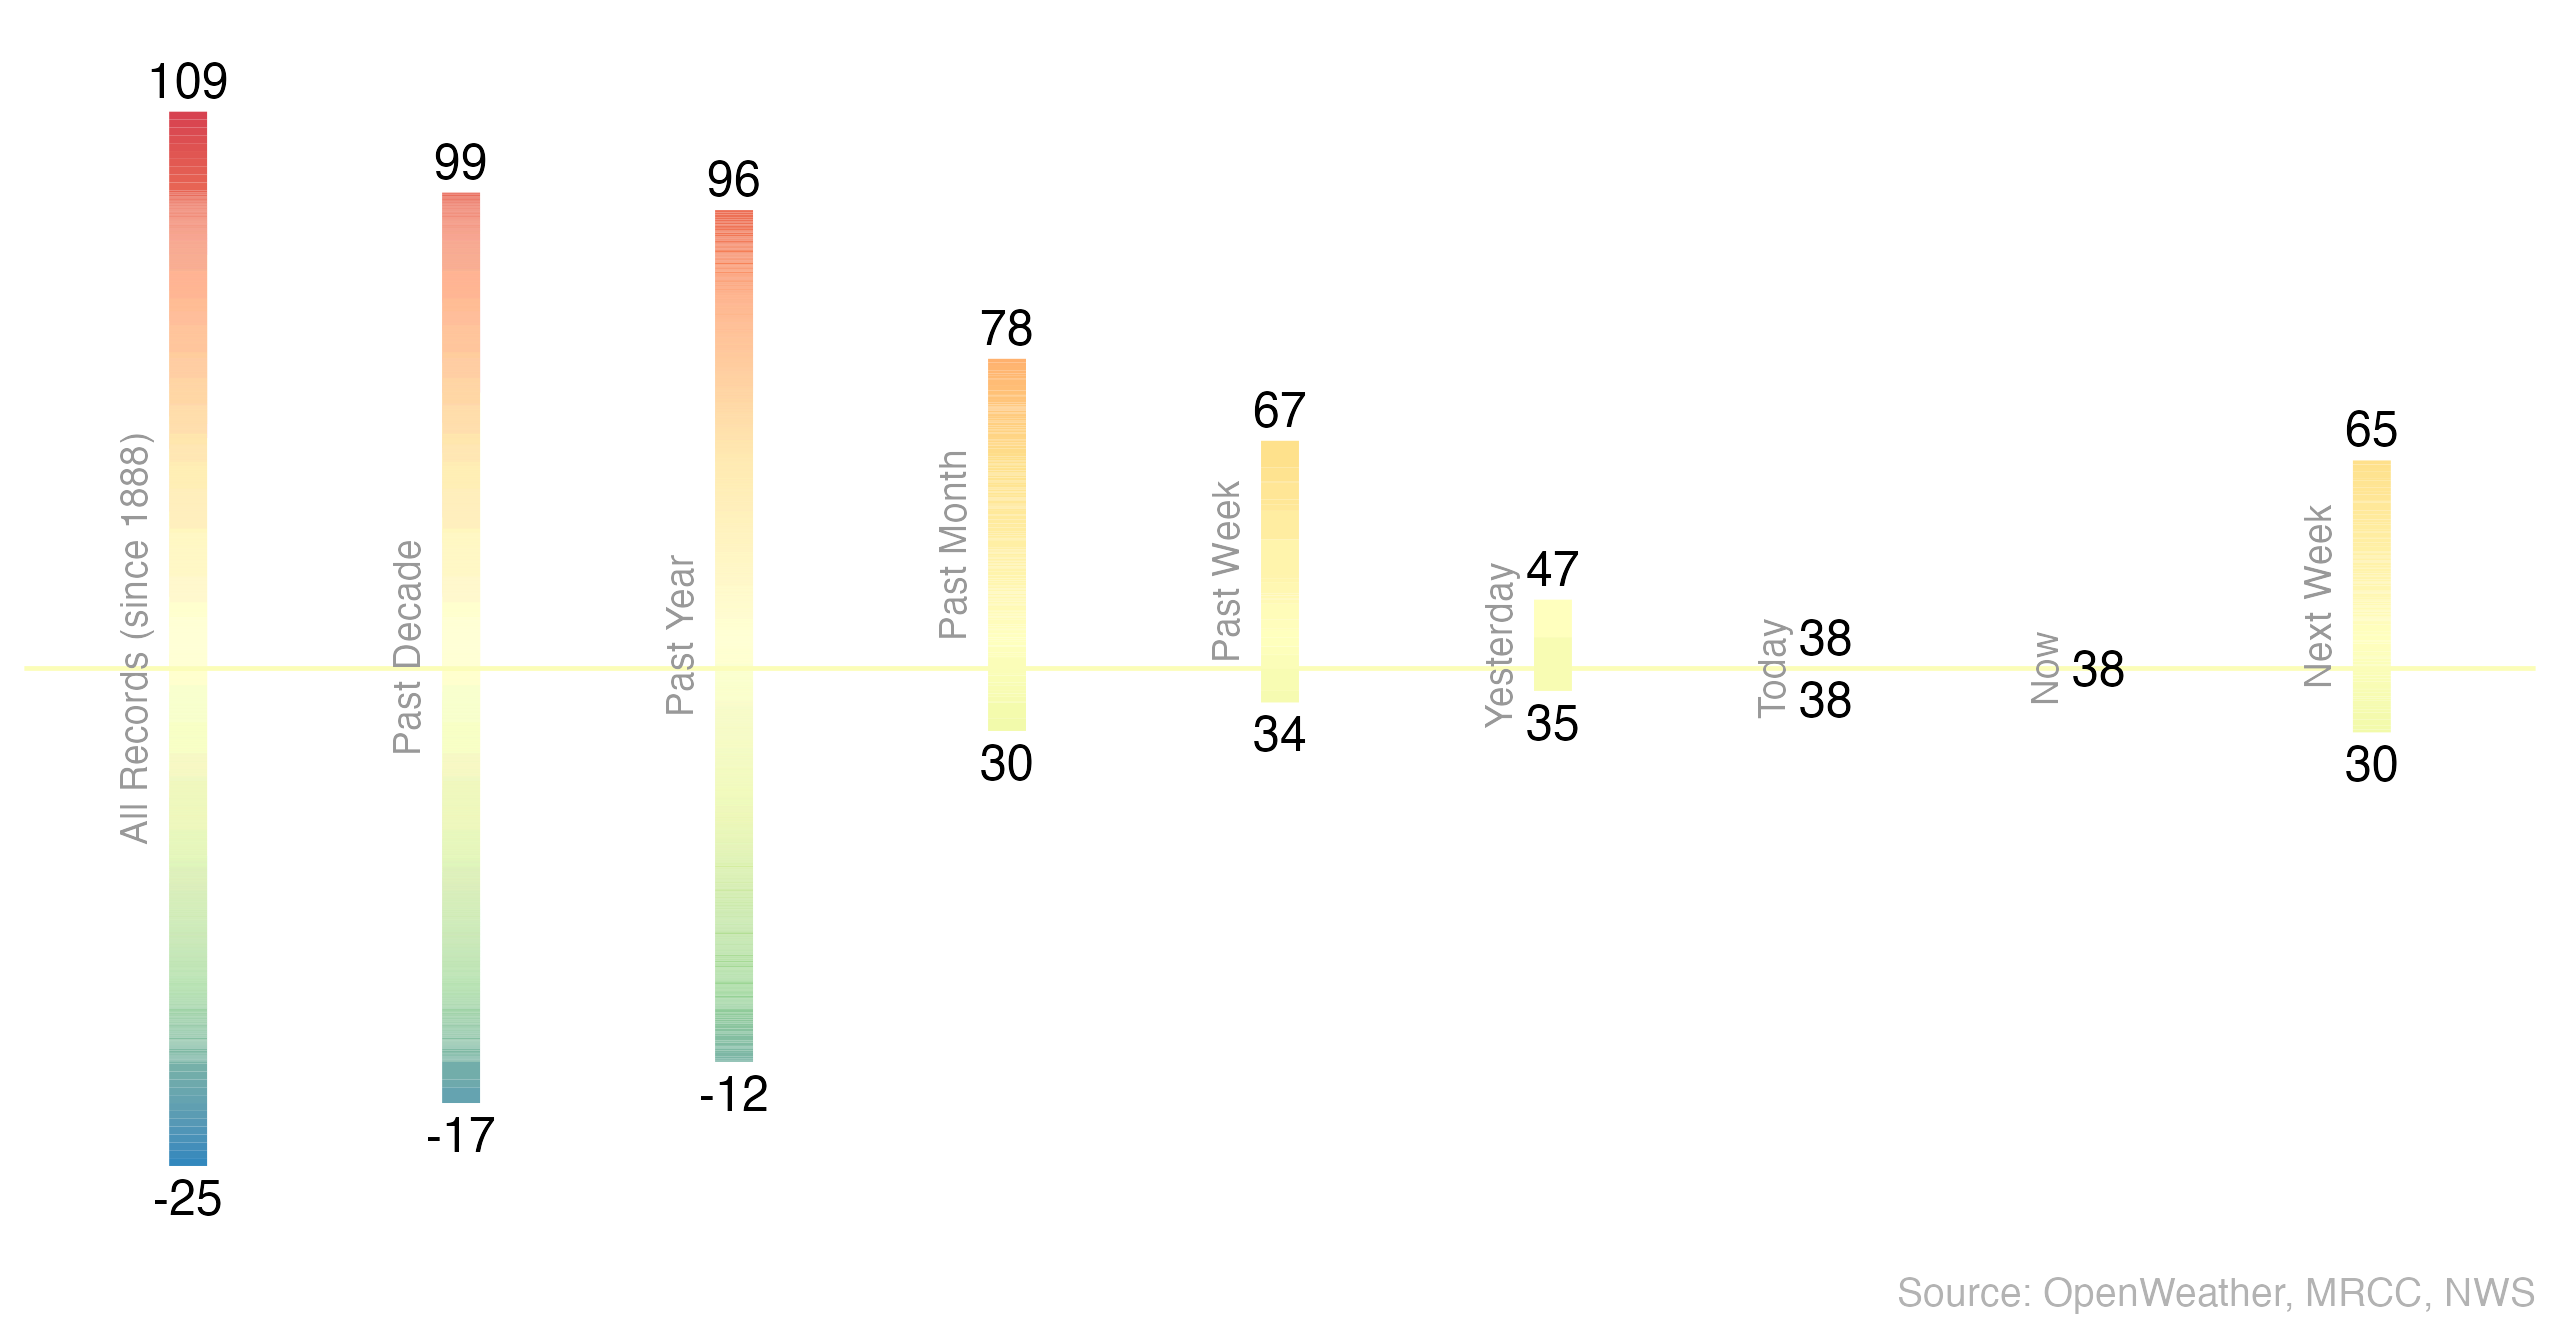 109
All Records (since 1888)
-25
99
Past Decade
-17
96
Past Year
-12
78
Past Month
30
67
Past Week
34
47
Yesterday
35
38
Today
38
Now
38
65
Next Week
30
Source: OpenWeather, MRCC, NWS